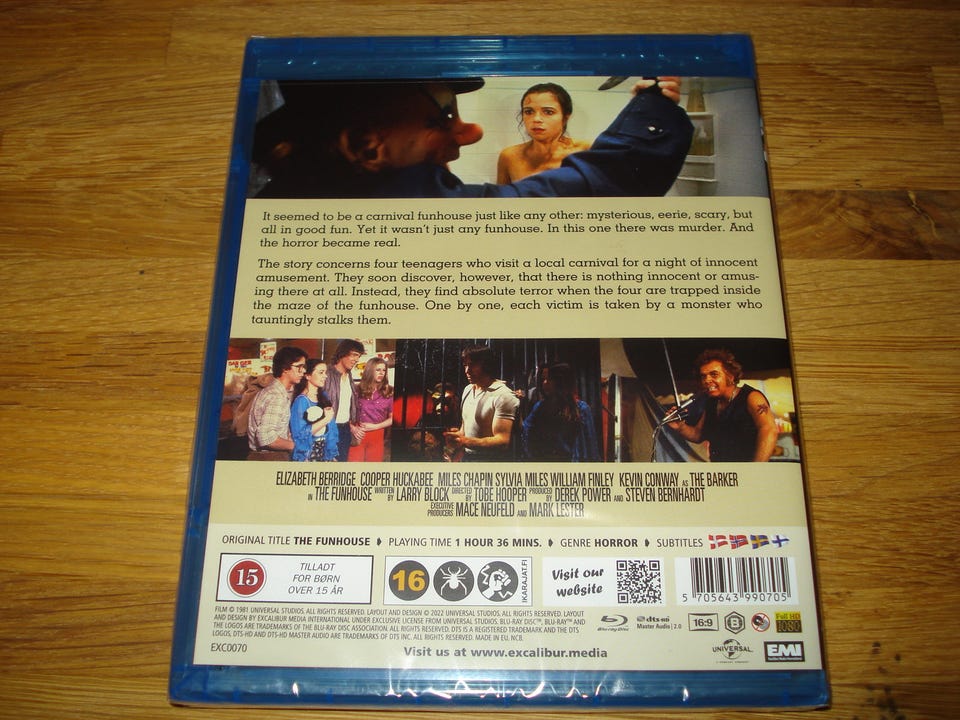 It seemed to be a carnival funhouse just like any other: mysterious, eerie, scary, but
all in good fun. Yet it wasn't just any funhouse. In this one there was murder. And
the horror became real.
The story concerns four teenagers who visit a local carnival for a night of innocent
amusement. They soon discover, however, that there is nothing innocent or amus-
ing there at all. Instead, they find absolute terror when the four are trapped inside
the maze of the funhouse. One by one, each victim is taken by a monster who
tauntingly stalks them.
ELIZABETH BERRIDGE COOPER HUCKABEE MILES CHAPIN SYLVIA MILES WILLIAM FINLEY KEVIN CONWAY AS THE BARKER
IN THE FUNHOUSE WRITTEN BY LARRY BLOCK DIRECTED BY TOBE HOOPER PRODUCED BY DEREK POWER AND STEVEN BERNHARDT
EXECUTIVE PRODUCERS MACE NEUFELD AND MARK LESTER
ORIGINAL TITLE THE FUNHOUSE PLAYING TIME 1 HOUR 36 MINS. GENRE HORROR SUBTITLES
15
TILLADT
FOR BØRN
OVER 15 ÅR
16
IKARAJAT.FI
Visit our
website
5 705643 990705
FILM © 1981 UNIVERSAL STUDIOS. ALL RIGHTS RESERVED. LAYOUT AND DESIGN © 2022 UNIVERSAL STUDIOS. ALL RIGHTS RESERVED. LAYOUT
AND DESIGN BY EXCALIBUR MEDIA INTERNATIONAL UNDER EXCLUSIVE LICENSE FROM UNIVERSAL STUDIOS. BLU-RAY DISC™, BLU-RAY™ AND
THE LOGOS ARE TRADEMARKS OF THE BLU-RAY DISC ASSOCIATION. ALL RIGHTS RESERVED. DTS IS A REGISTERED TRADEMARK AND THE DTS
LOGOS, DTS-HD AND DTS-HD MASTER AUDIO ARE TRADEMARKS OF DTS INC. ALL RIGHTS RESERVED. MADE IN EU. NCB.
Blu-ray Disc
dts-HD
Master Audio | 2.0
16:9
B
Full HD
1080
EXC0070
Visit us at www.excalibur.media
UNIVERSAL
EMI